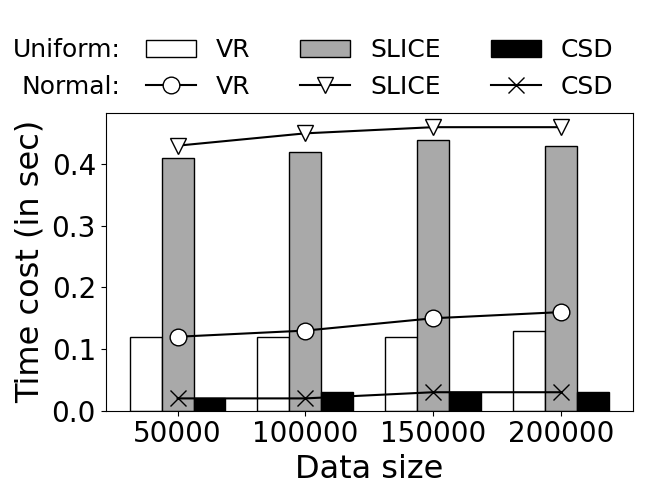 Uniform: VR SLICE CSD
Normal: VR SLICE CSD
Time cost (in sec)
0.4
0.3
0.2
0.1
0.0
50000 100000 150000 200000
Data size